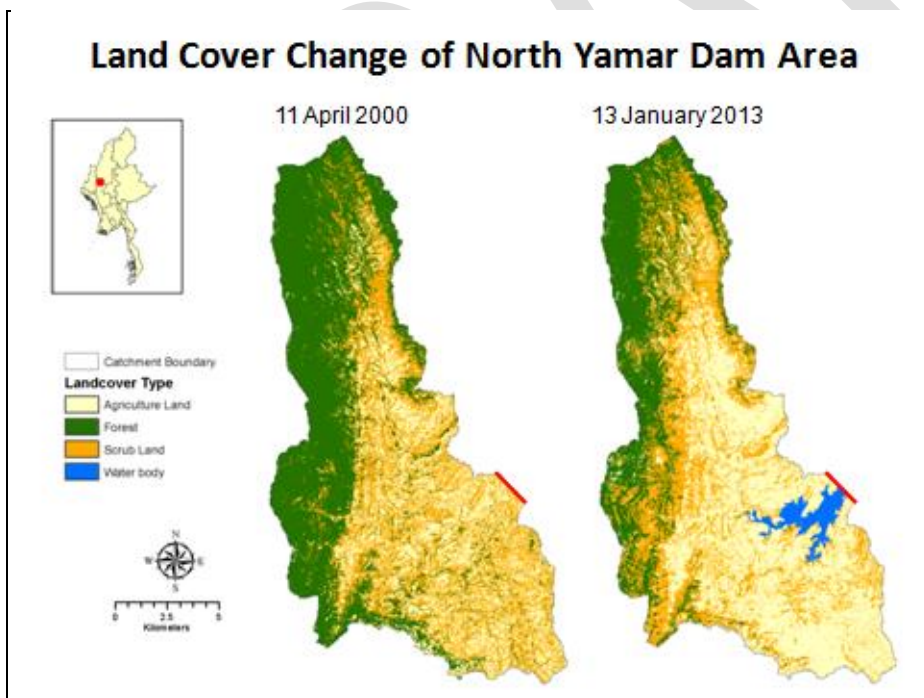 Land Cover Change of North Yamar Dam Area
11 April 2000
13 January 2013
Catchment Boundary
Landcover Type
Agriculture Land
Forest
Scrub Land
Water body
N
W E
S
0 2.5 5
Kilometers